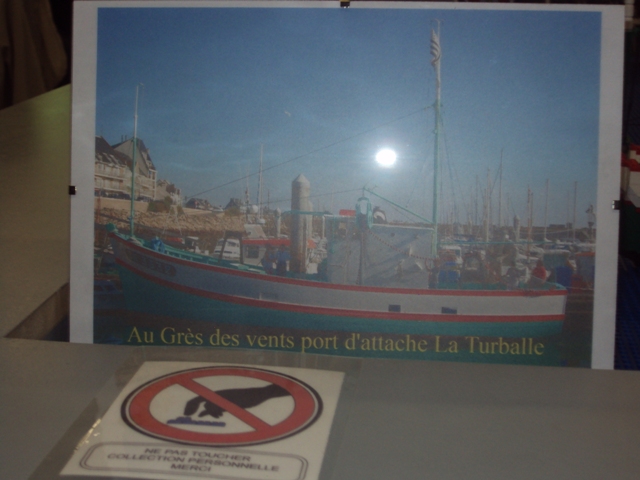 Au Grès des vents port d'attache La Turballe
NE PAS TOUCHER
COLLECTION PERSONNELLE
MERCI